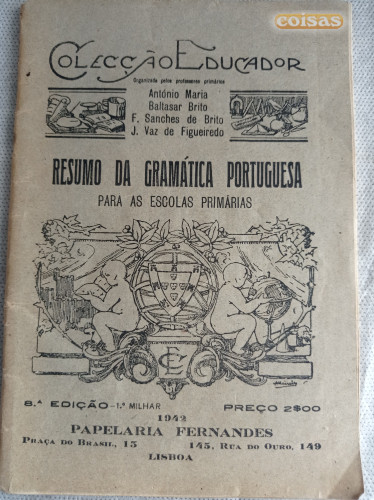 coisas
COLECÇÃO EDUCADOR
Organizada pelos professores primários
António Maria
Baltasar Brito
F. Sanches de Brito
J. Vaz de Figueiredo
RESUMO DA GRAMÁTICA PORTUGUESA
PARA AS ESCOLAS PRIMÁRIAS
CE
8.ª EDIÇÃO - 1.º MILHAR PREÇO 2$00
1942
PAPELARIA FERNANDES
PRAÇA DO BRASIL, 15 145, RUA DO OURO, 149
LISBOA